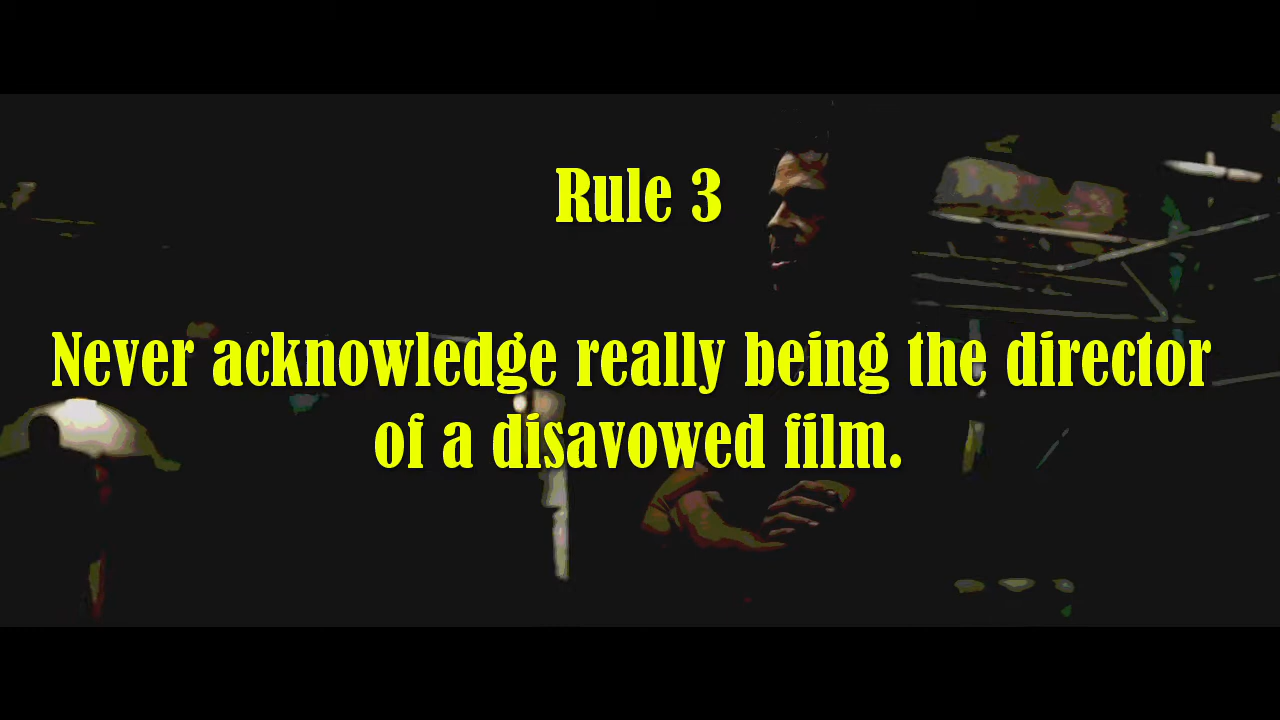 Rule 3
Never acknowledge really being the director
of a disavowed film.